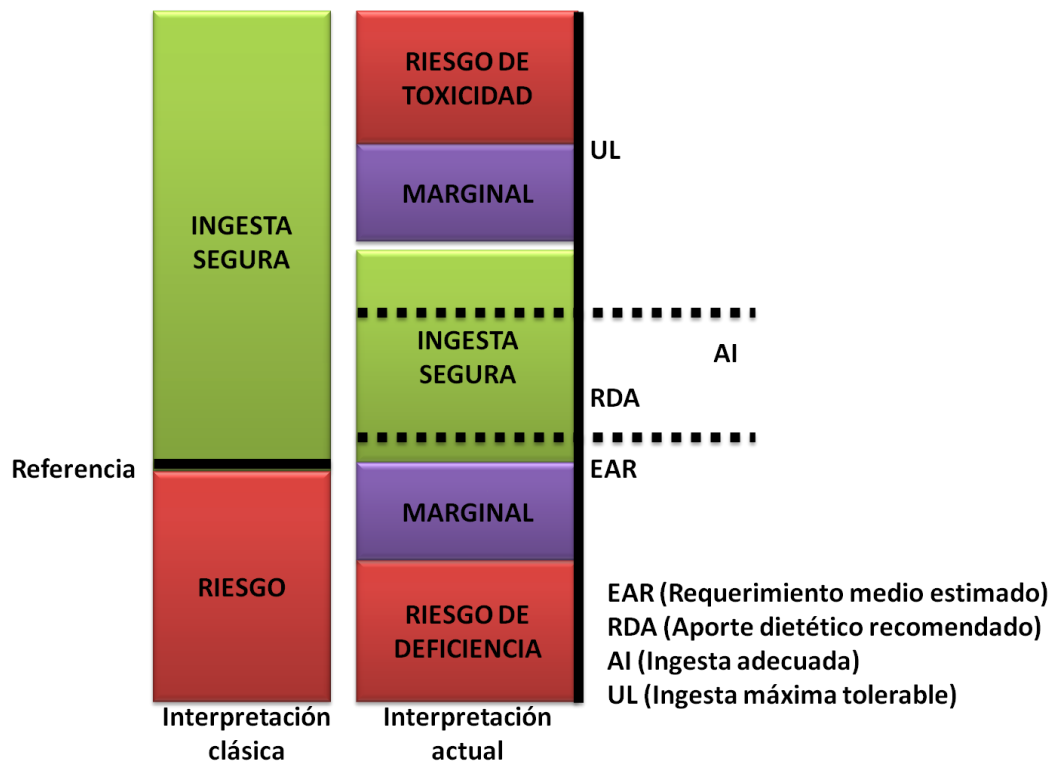 INGESTA
SEGURA
Referencia
RIESGO
Interpretación
clásica
RIESGO DE
TOXICIDAD
MARGINAL
INGESTA
SEGURA
MARGINAL
RIESGO DE
DEFICIENCIA
Interpretación
actual
UL
AI
RDA
EAR
EAR (Requerimiento medio estimado)
RDA (Aporte dietético recomendado)
AI (Ingesta adecuada)
UL (Ingesta máxima tolerable)